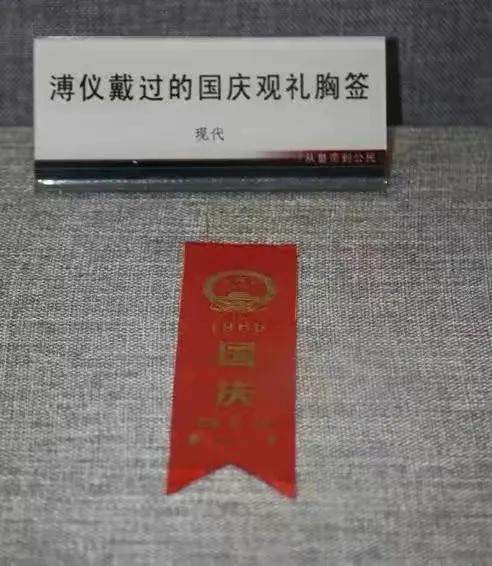 溥仪戴过的国庆观礼胸签
现代
从皇帝到公民
国
庆